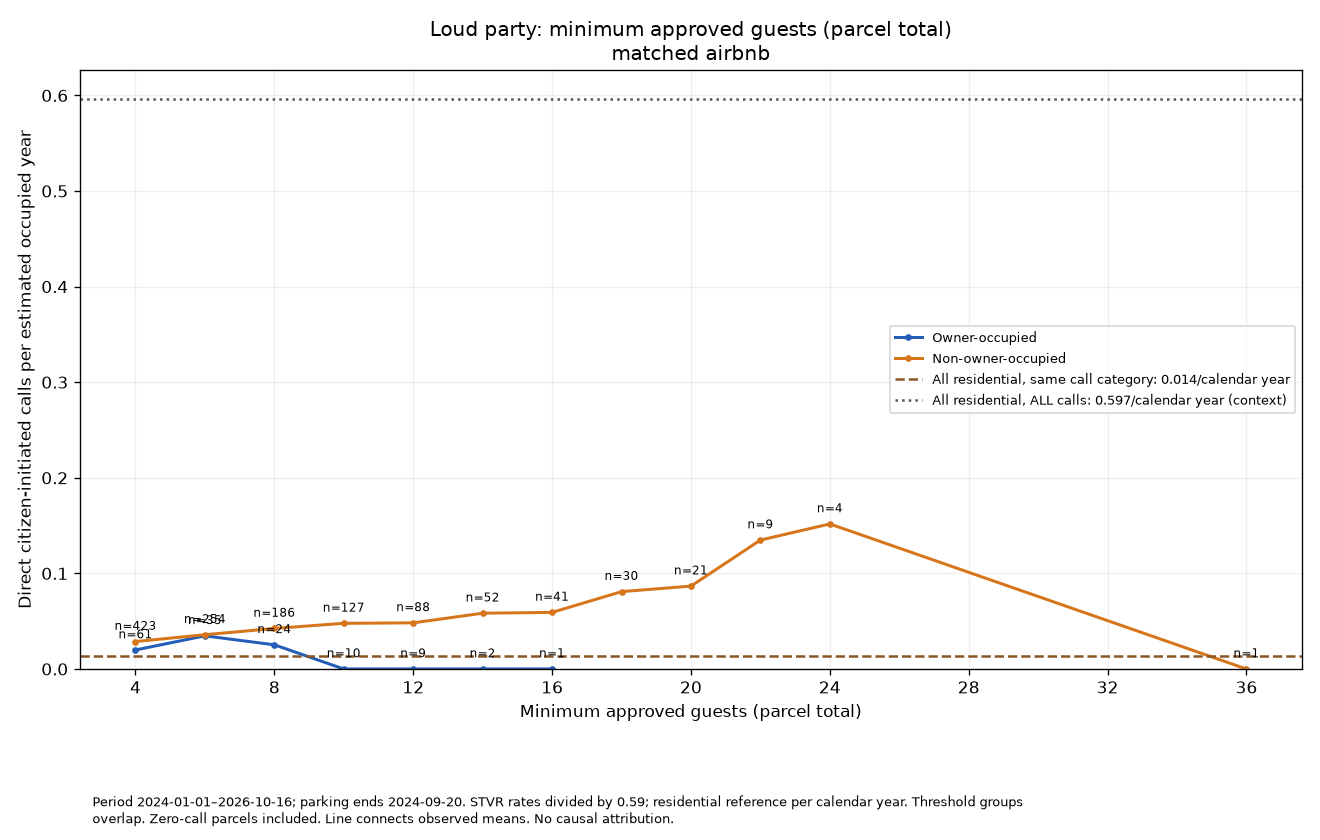 Loud party: minimum approved guests (parcel total)
matched airbnb
Direct citizen-initiated calls per estimated occupied year
0.6
0.5
0.4
0.3
0.2
0.1
0.0
Owner-occupied
Non-owner-occupied
All residential, same call category: 0.014/calendar year
All residential, ALL calls: 0.597/calendar year (context)
n=423
n=61
n=186
n=24
n=127
n=88
n=52
n=41
n=30
n=21
n=9
n=4
n=10
n=9
n=2
n=1
n=1
4 8 12 16 20 24 28 32 36
Minimum approved guests (parcel total)
Period 2024-01-01–2026-10-16; parking ends 2024-09-20. STVR rates divided by 0.59; residential reference per calendar year. Threshold groups
overlap. Zero-call parcels included. Line connects observed means. No causal attribution.